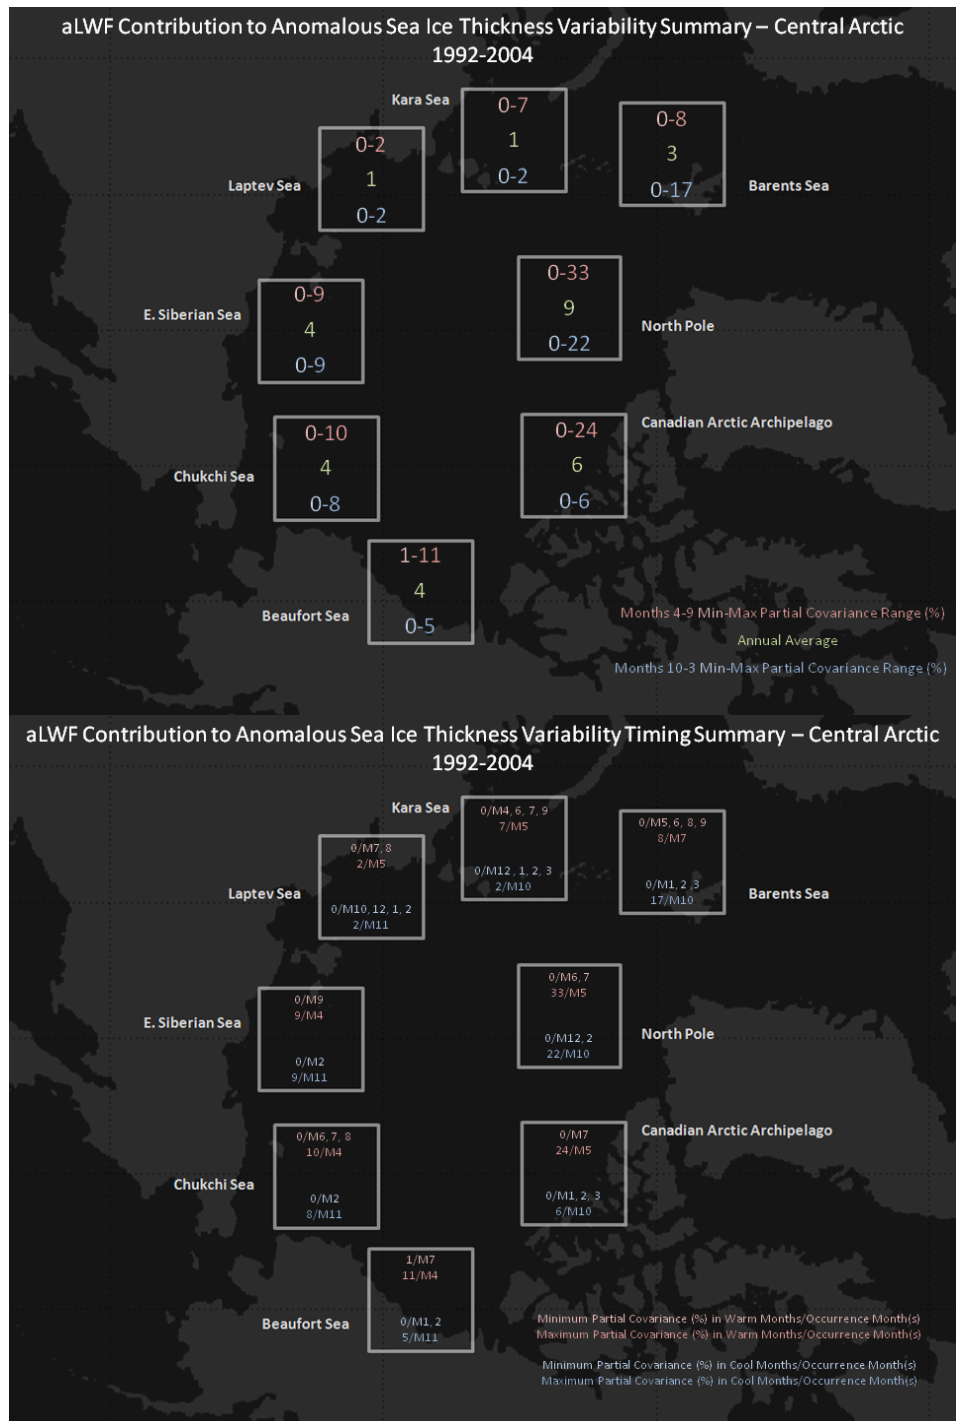 aLWF Contribution to Anomalous Sea Ice Thickness Variability Summary – Central Arctic
1992-2004
Kara Sea
0-7
1
0-2
0-8
3
0-17
Barents Sea
Laptev Sea
0-2
1
0-2
E. Siberian Sea
0-9
4
0-9
0-33
9
0-22
North Pole
Chukchi Sea
0-10
4
0-8
0-24
6
0-6
Canadian Arctic Archipelago
Beaufort Sea
1-11
4
0-5
Months 4-9 Min-Max Partial Covariance Range (%)
Annual Average
Months 10-3 Min-Max Partial Covariance Range (%)
aLWF Contribution to Anomalous Sea Ice Thickness Variability Timing Summary – Central Arctic
1992-2004
Kara Sea
0/M4, 6, 7, 9
7/M5
0/M12, 1, 2, 3
2/M10
0/M5, 6, 8, 9
8/M7
0/M1, 2 ,3
17/M10
Barents Sea
Laptev Sea
0/M7, 8
2/M5
0/M10, 12, 1, 2
2/M11
E. Siberian Sea
0/M9
9/M4
0/M2
9/M11
0/M6, 7
33/M5
0/M12, 2
22/M10
North Pole
Chukchi Sea
0/M6, 7, 8
10/M4
0/M2
8/M11
0/M7
24/M5
0/M1, 2, 3
6/M10
Canadian Arctic Archipelago
Beaufort Sea
1/M7
11/M4
0/M1, 2
5/M11
Minimum Partial Covariance (%) in Warm Months/Occurrence Month(s)
Maximum Partial Covariance (%) in Warm Months/Occurrence Month(s)
Minimum Partial Covariance (%) in Cool Months/Occurrence Month(s)
Maximum Partial Covariance (%) in Cool Months/Occurrence Month(s)